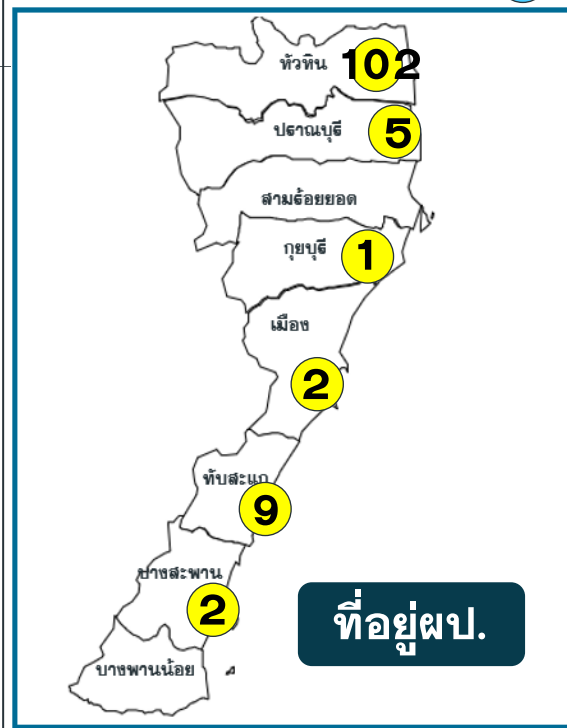 หัวหิน 102
ปราณบุรี 5
สามร้อยยอด
กุยบุรี 1
เมือง
2
ทับสะแก
9
บางสะพาน
2
ที่อยู่ผป.
บางพานน้อย